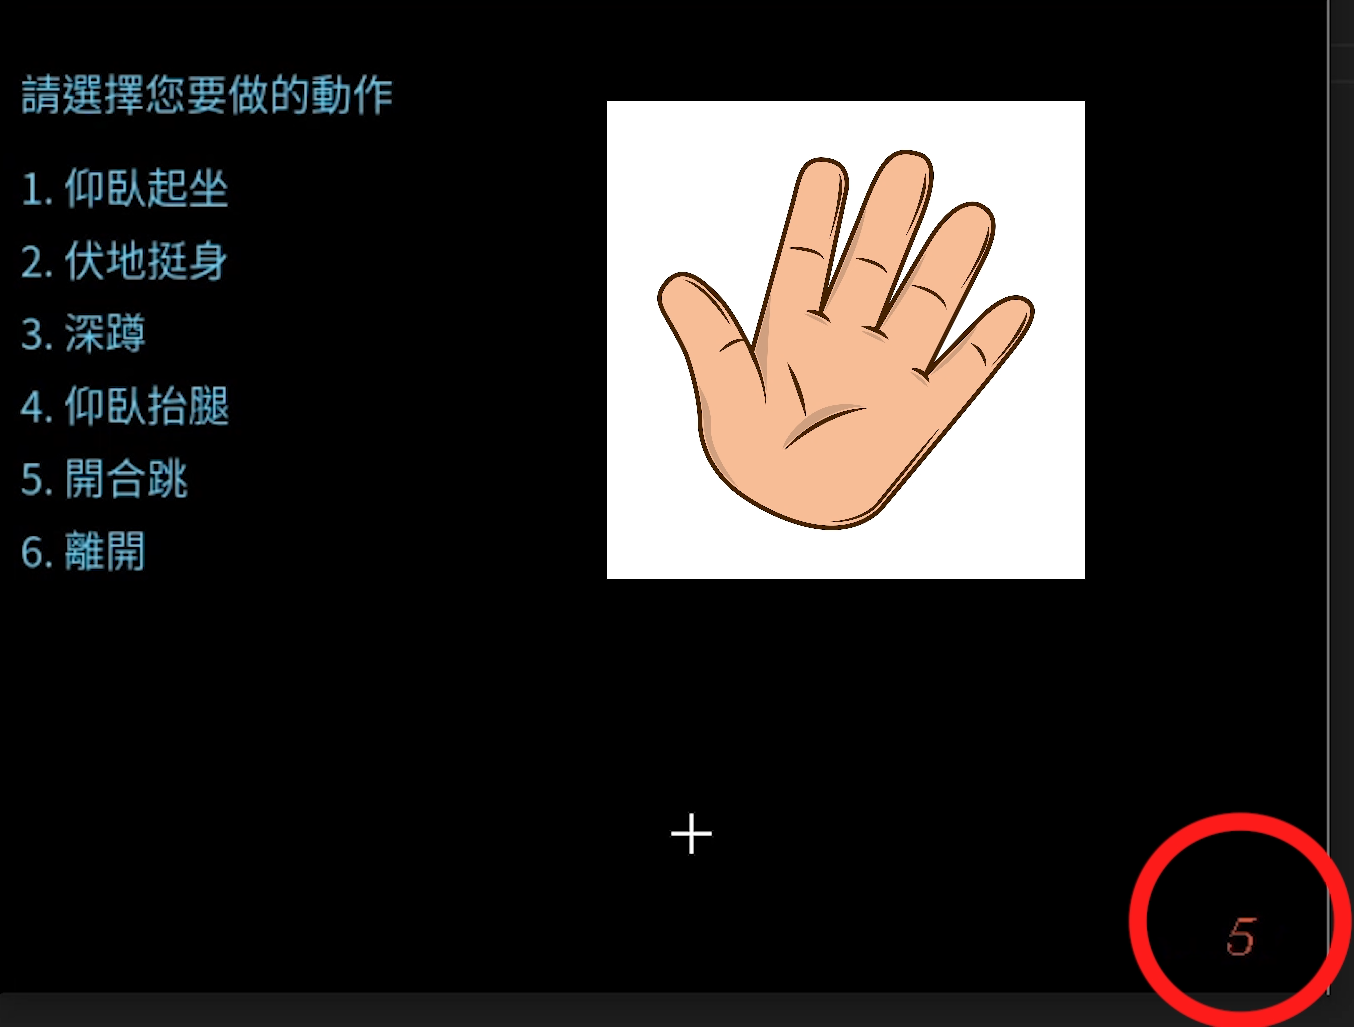 請選擇您要做的動作
1. 仰臥起坐
2. 伏地挺身
3. 深蹲
4. 仰臥抬腿
5. 開合跳
6. 離開
5